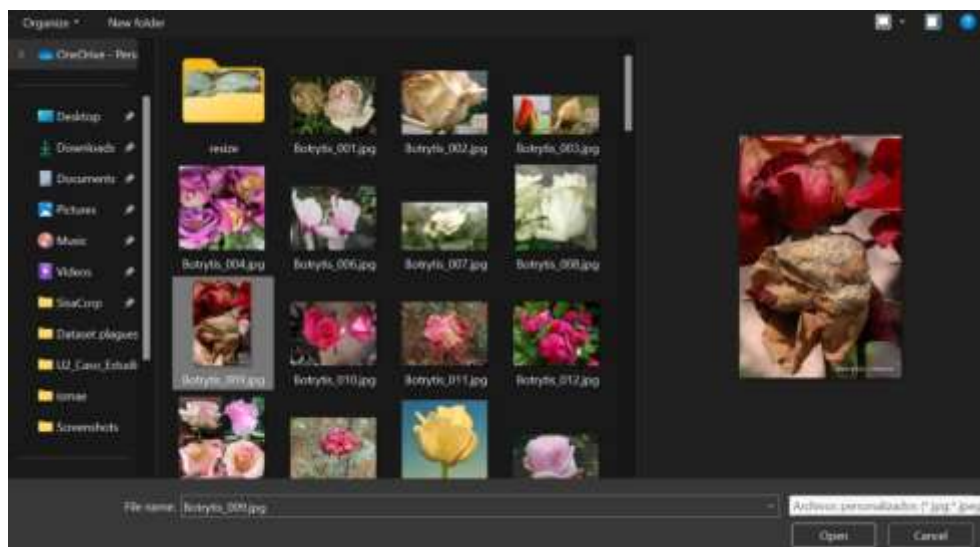 Organize
New folder
OneDrive - Pers
Desktop
Downloads
Documents
Pictures
Music
Videos
SisaCorp
Dataset plagues
U2_Caso_Estudi
Screenshots
resize
Botrytis_001.jpg
Botrytis_002.jpg
Botrytis_003.jpg
Botrytis_004.jpg
Botrytis_006.jpg
Botrytis_007.jpg
Botrytis_008.jpg
Botrytis_009.jpg
Botrytis_010.jpg
Botrytis_011.jpg
Botrytis_012.jpg
File name: Botrytis_009.jpg
Archivos personalizados (*.jpg;*.jpeg
Open
Cancel